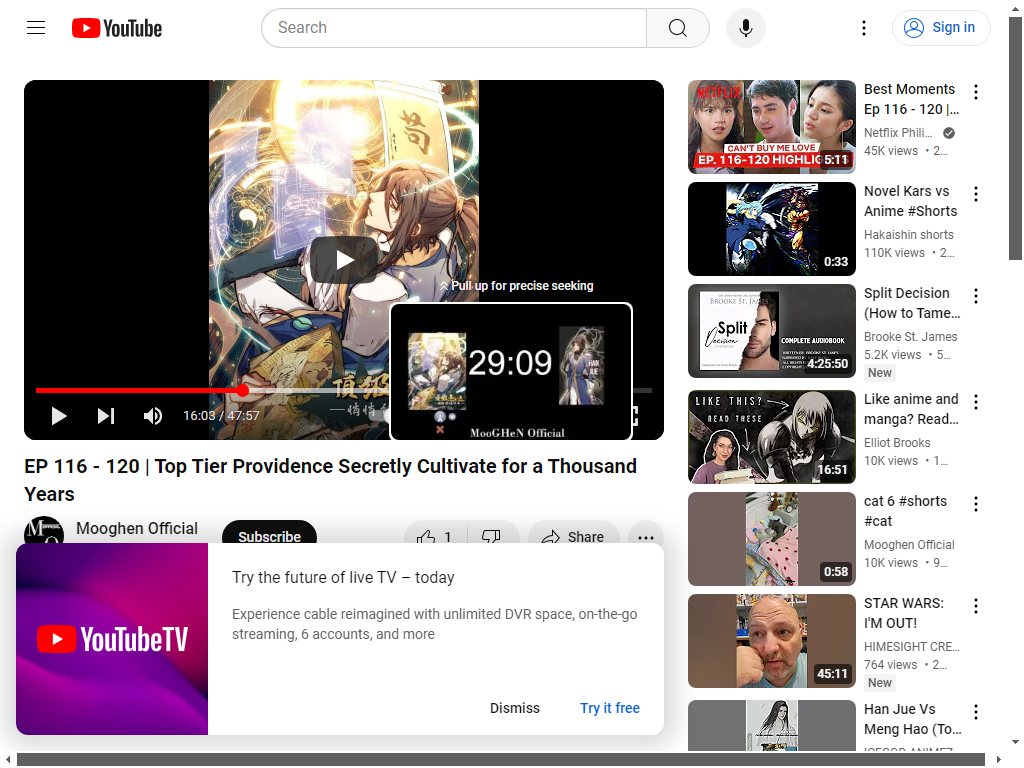 YouTube
Search
Sign in
苟
Pull up for precise seeking
29:09
HAN
JUE
MooGHeN Official
16:03 / 47:57
EP 116 - 120 | Top Tier Providence Secretly Cultivate for a Thousand
Years
Mooghen Official
Subscribe
1
Share
YouTubeTV
Try the future of live TV – today
Experience cable reimagined with unlimited DVR space, on-the-go
streaming, 6 accounts, and more
Dismiss
Try it free
NETFLIX
CAN'T BUY ME LOVE
EP. 116-120 HIGHLIGHTS
5:11
Best Moments
Ep 116 - 120 |...
Netflix Phili...
45K views • 2...
0:33
Novel Kars vs
Anime #Shorts
Hakaishin shorts
110K views • 2...
BROOKE ST. JAMES
Split
Decision
COMPLETE AUDIOBOOK
4:25:50
Split Decision
(How to Tame...
Brooke St. James
5.2K views • 5...
New
LIKE THIS?
READ THESE
16:51
Like anime and
manga? Read...
Elliot Brooks
10K views • 1...
0:58
cat 6 #shorts
#cat
Mooghen Official
10K views • 9...
45:11
STAR WARS:
I'M OUT!
HIMESIGHT CRE...
764 views • 2...
New
Han Jue Vs
Meng Hao (To...